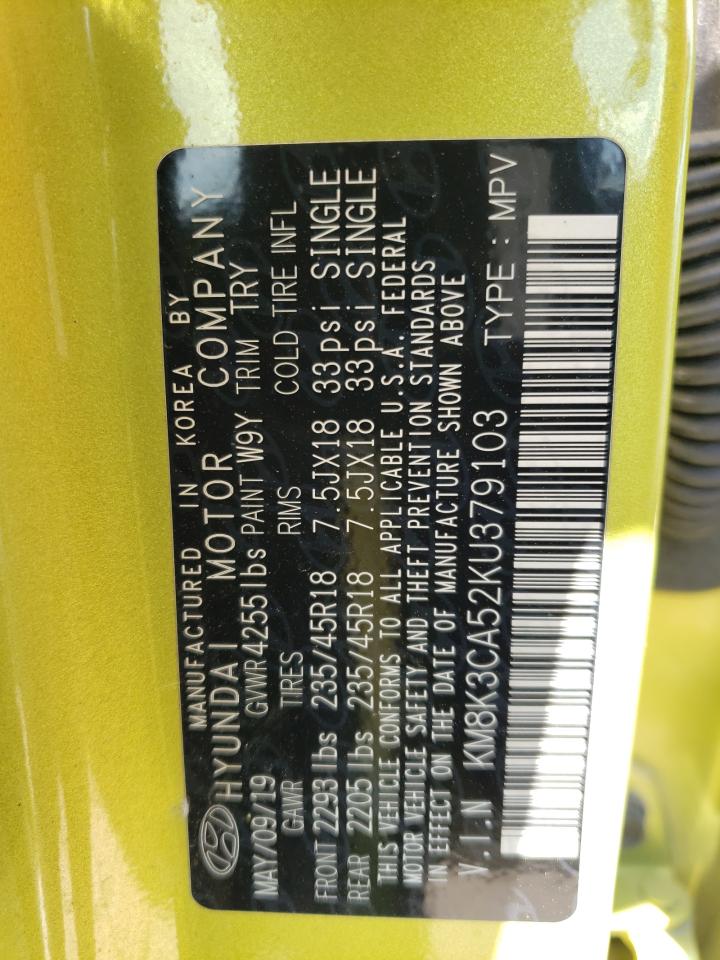 MANUFACTURED IN KOREA BY
HYUNDAI MOTOR COMPANY
MAY/09/19 GVWR 4255lbs PAINT W9Y TRIM TRY
GAWR TIRES RIMS COLD TIRE INFL
FRONT 2293lbs 235/45R18 7.5JX18 33psi SINGLE
REAR 2205lbs 235/45R18 7.5JX18 33psi SINGLE
THIS VEHICLE CONFORMS TO ALL APPLICABLE U.S.A. FEDERAL
MOTOR VEHICLE SAFETY AND THEFT PREVENTION STANDARDS
IN EFFECT ON THE DATE OF MANUFACTURE SHOWN ABOVE
V.I.N KM8K3CA52KU379103 TYPE : MPV